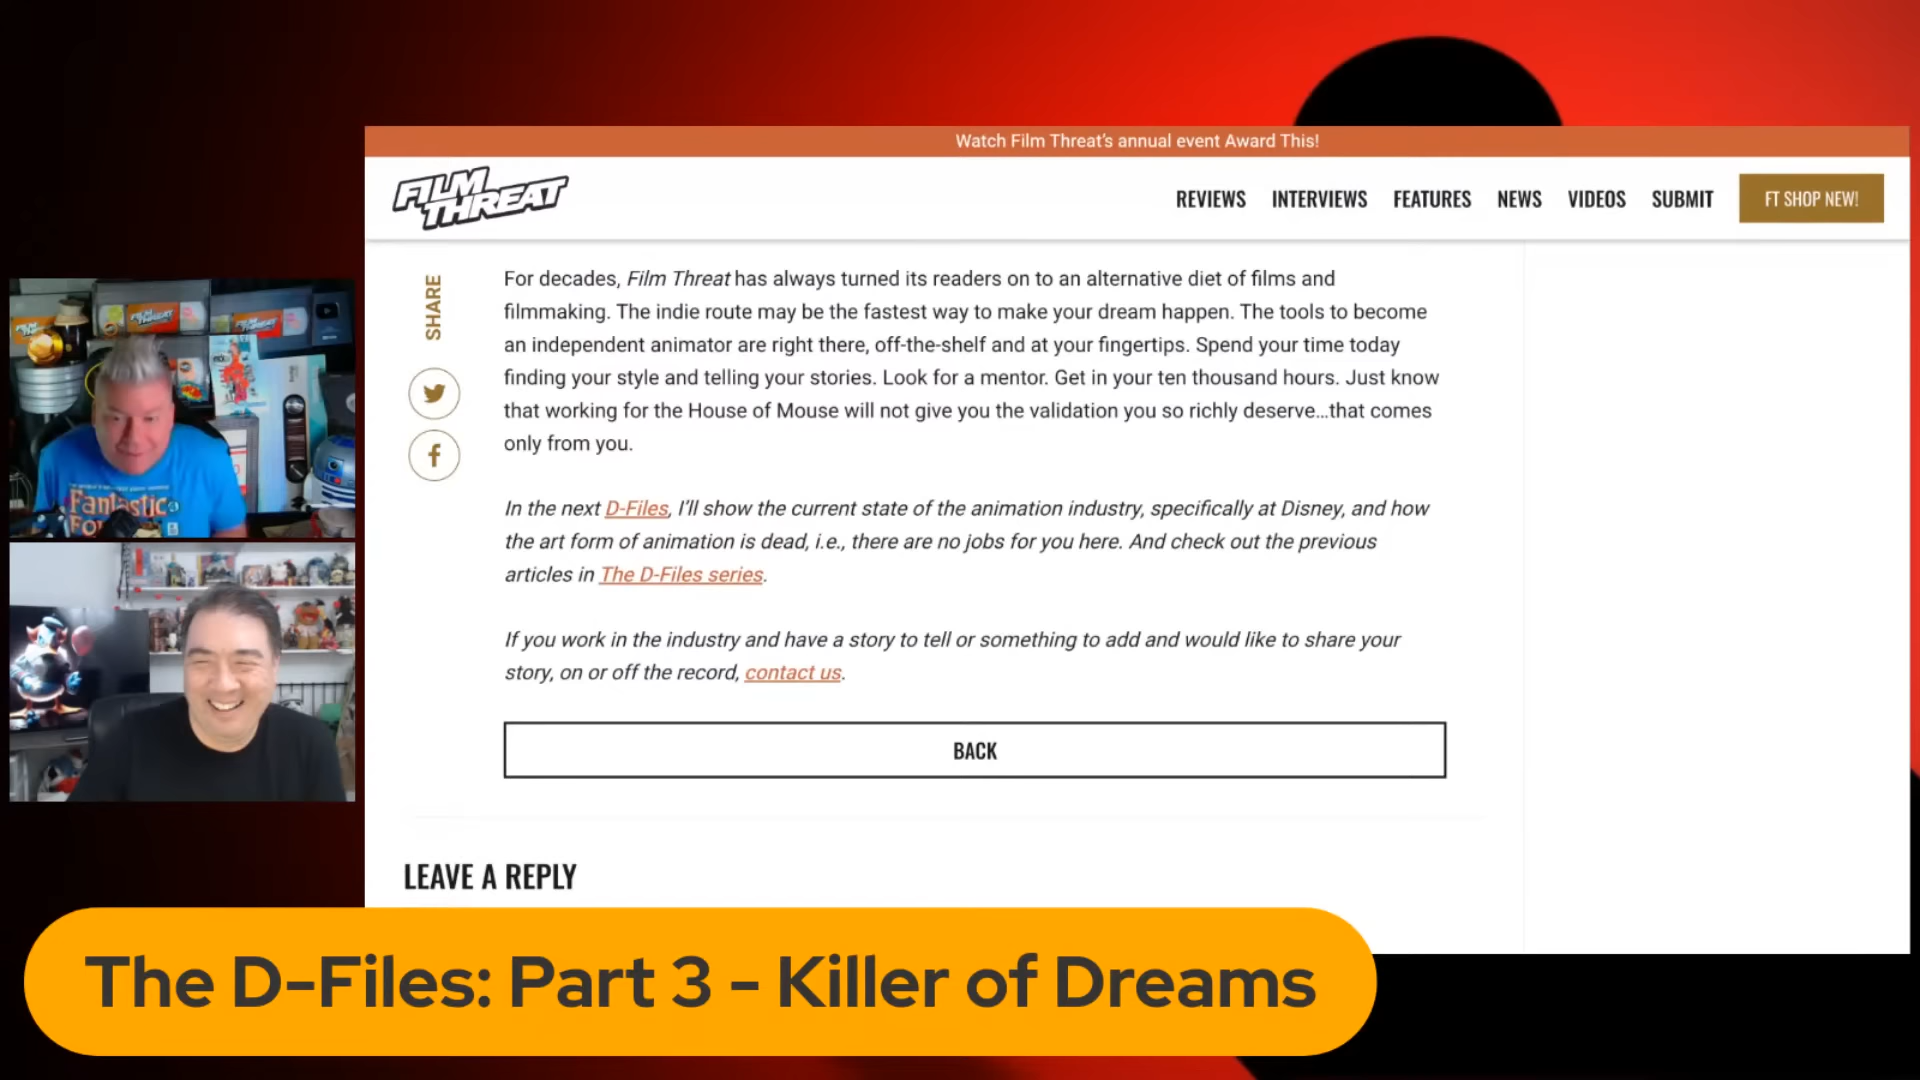 Watch Film Threat's annual event Award This!
FILM THREAT
REVIEWS INTERVIEWS FEATURES NEWS VIDEOS SUBMIT FT SHOP NEW!
SHARE
For decades, Film Threat has always turned its readers on to an alternative diet of films and
filmmaking. The indie route may be the fastest way to make your dream happen. The tools to become
an independent animator are right there, off-the-shelf and at your fingertips. Spend your time today
finding your style and telling your stories. Look for a mentor. Get in your ten thousand hours. Just know
that working for the House of Mouse will not give you the validation you so richly deserve...that comes
only from you.
In the next D-Files, I'll show the current state of the animation industry, specifically at Disney, and how
the art form of animation is dead, i.e., there are no jobs for you here. And check out the previous
articles in The D-Files series.
If you work in the industry and have a story to tell or something to add and would like to share your
story, on or off the record, contact us.
BACK
LEAVE A REPLY
Fantastic
The D-Files: Part 3 - Killer of Dreams